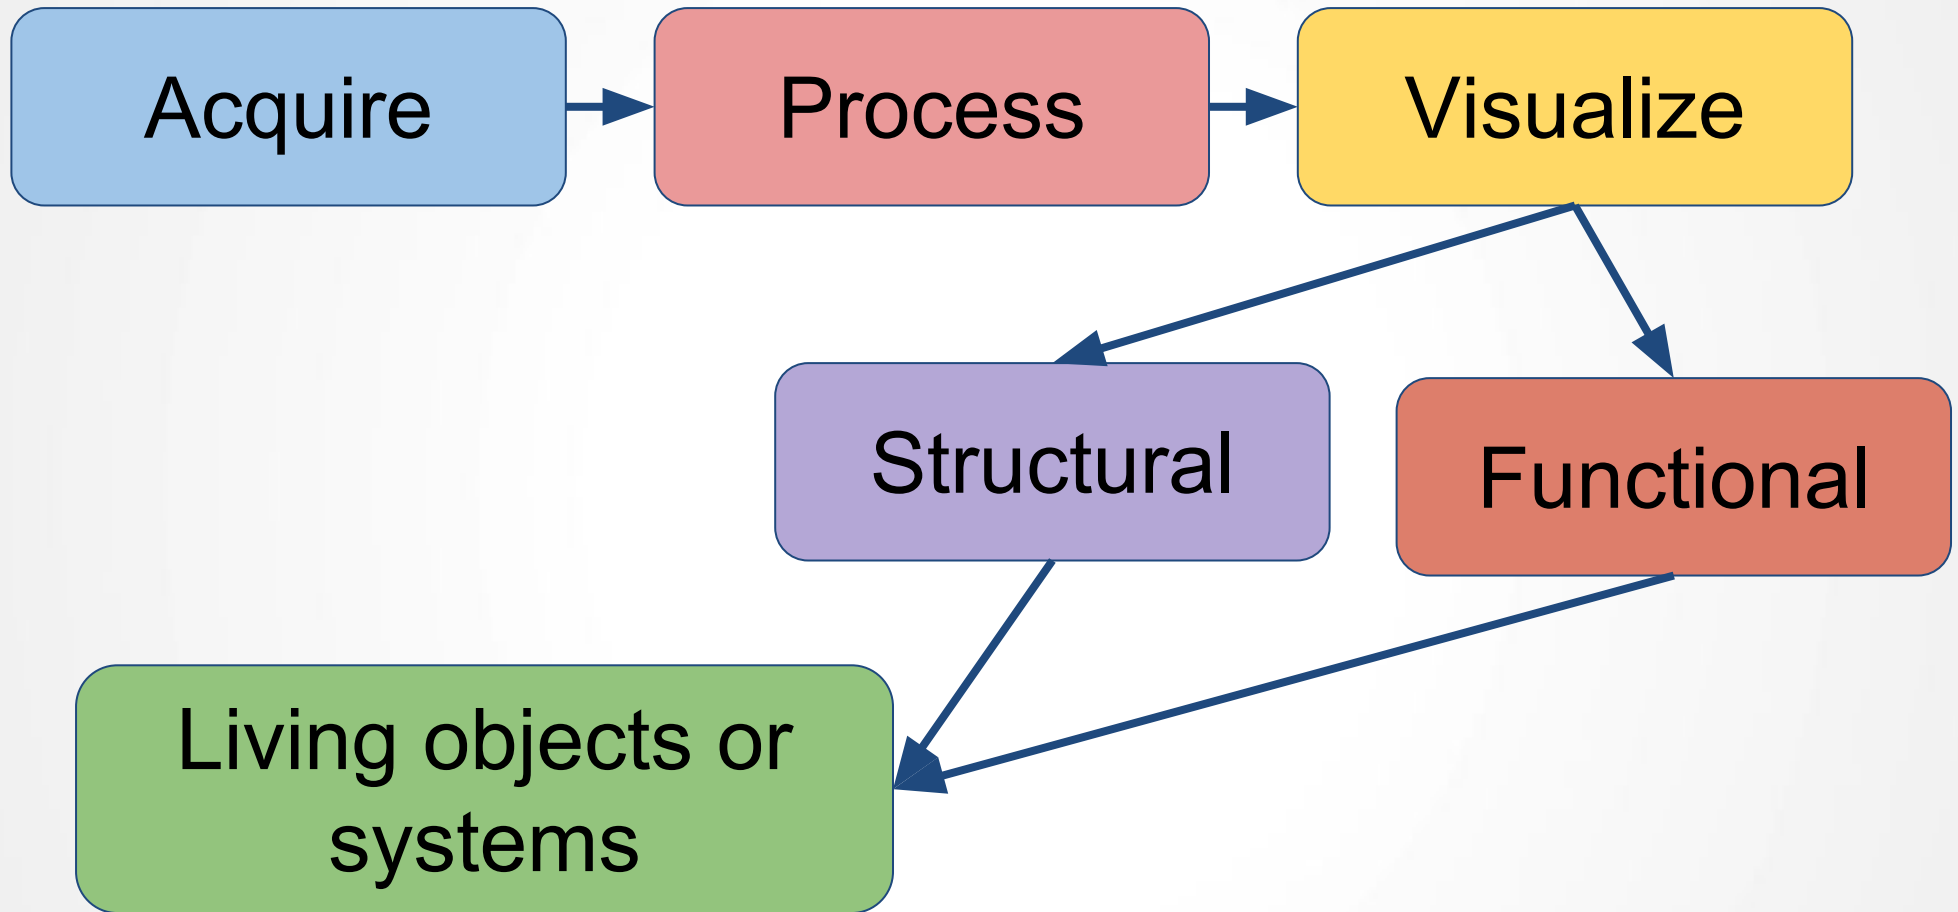 Acquire
Process
Visualize
Structural
Functional
Living objects or
systems